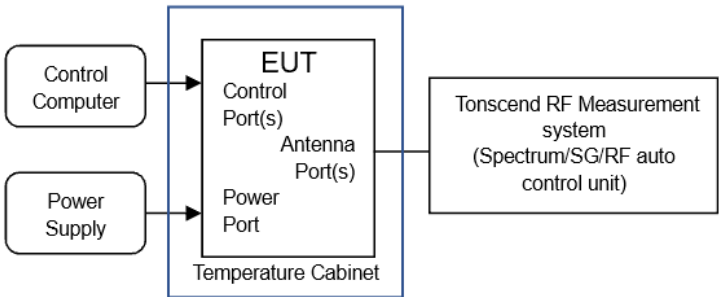 Control
Computer
Power
Supply
EUT
Control
Port(s)
Antenna
Port(s)
Power
Port
Temperature Cabinet
Tonscend RF Measurement
system
(Spectrum/SG/RF auto
control unit)